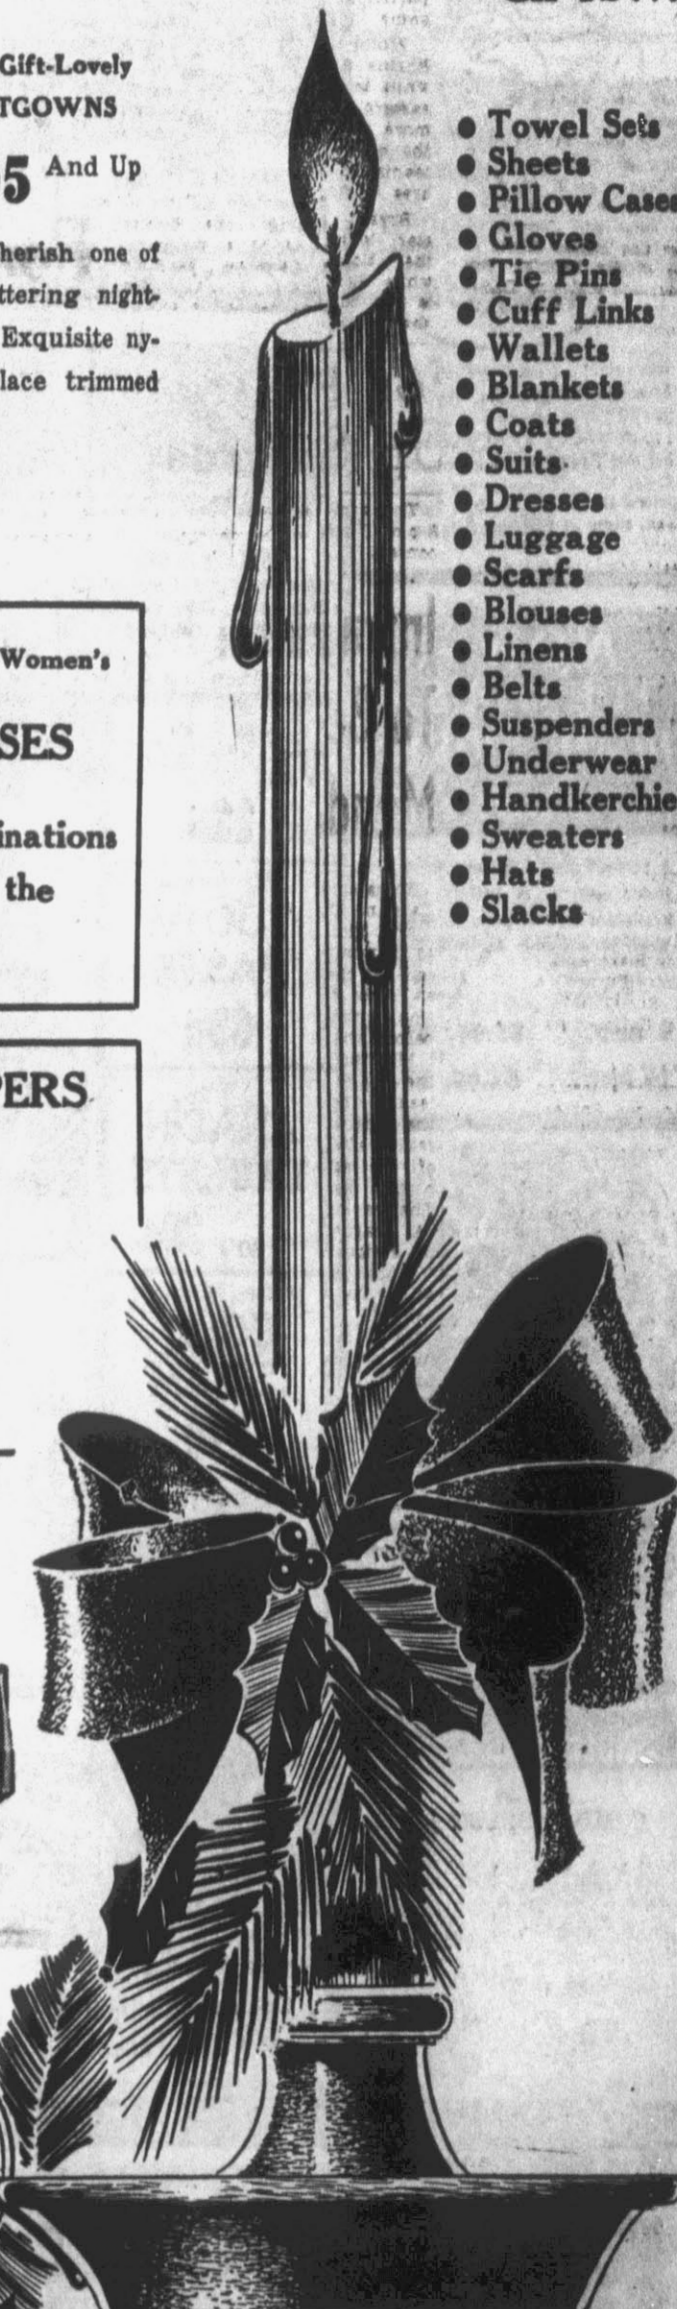 Gift-Lovely
TGOWNS
5 And Up
herish one of
ttering night-
Exquisite ny-
lace trimmed
Women's
SES
inations
the
PERS
• Towel Sets
• Sheets
• Pillow Cases
• Gloves
• Tie Pins
• Cuff Links
• Wallets
• Blankets
• Coats
• Suits
• Dresses
• Luggage
• Scarfs
• Blouses
• Linens
• Belts
• Suspenders
• Underwear
• Handkerchie
• Sweaters
• Hats
• Slacks